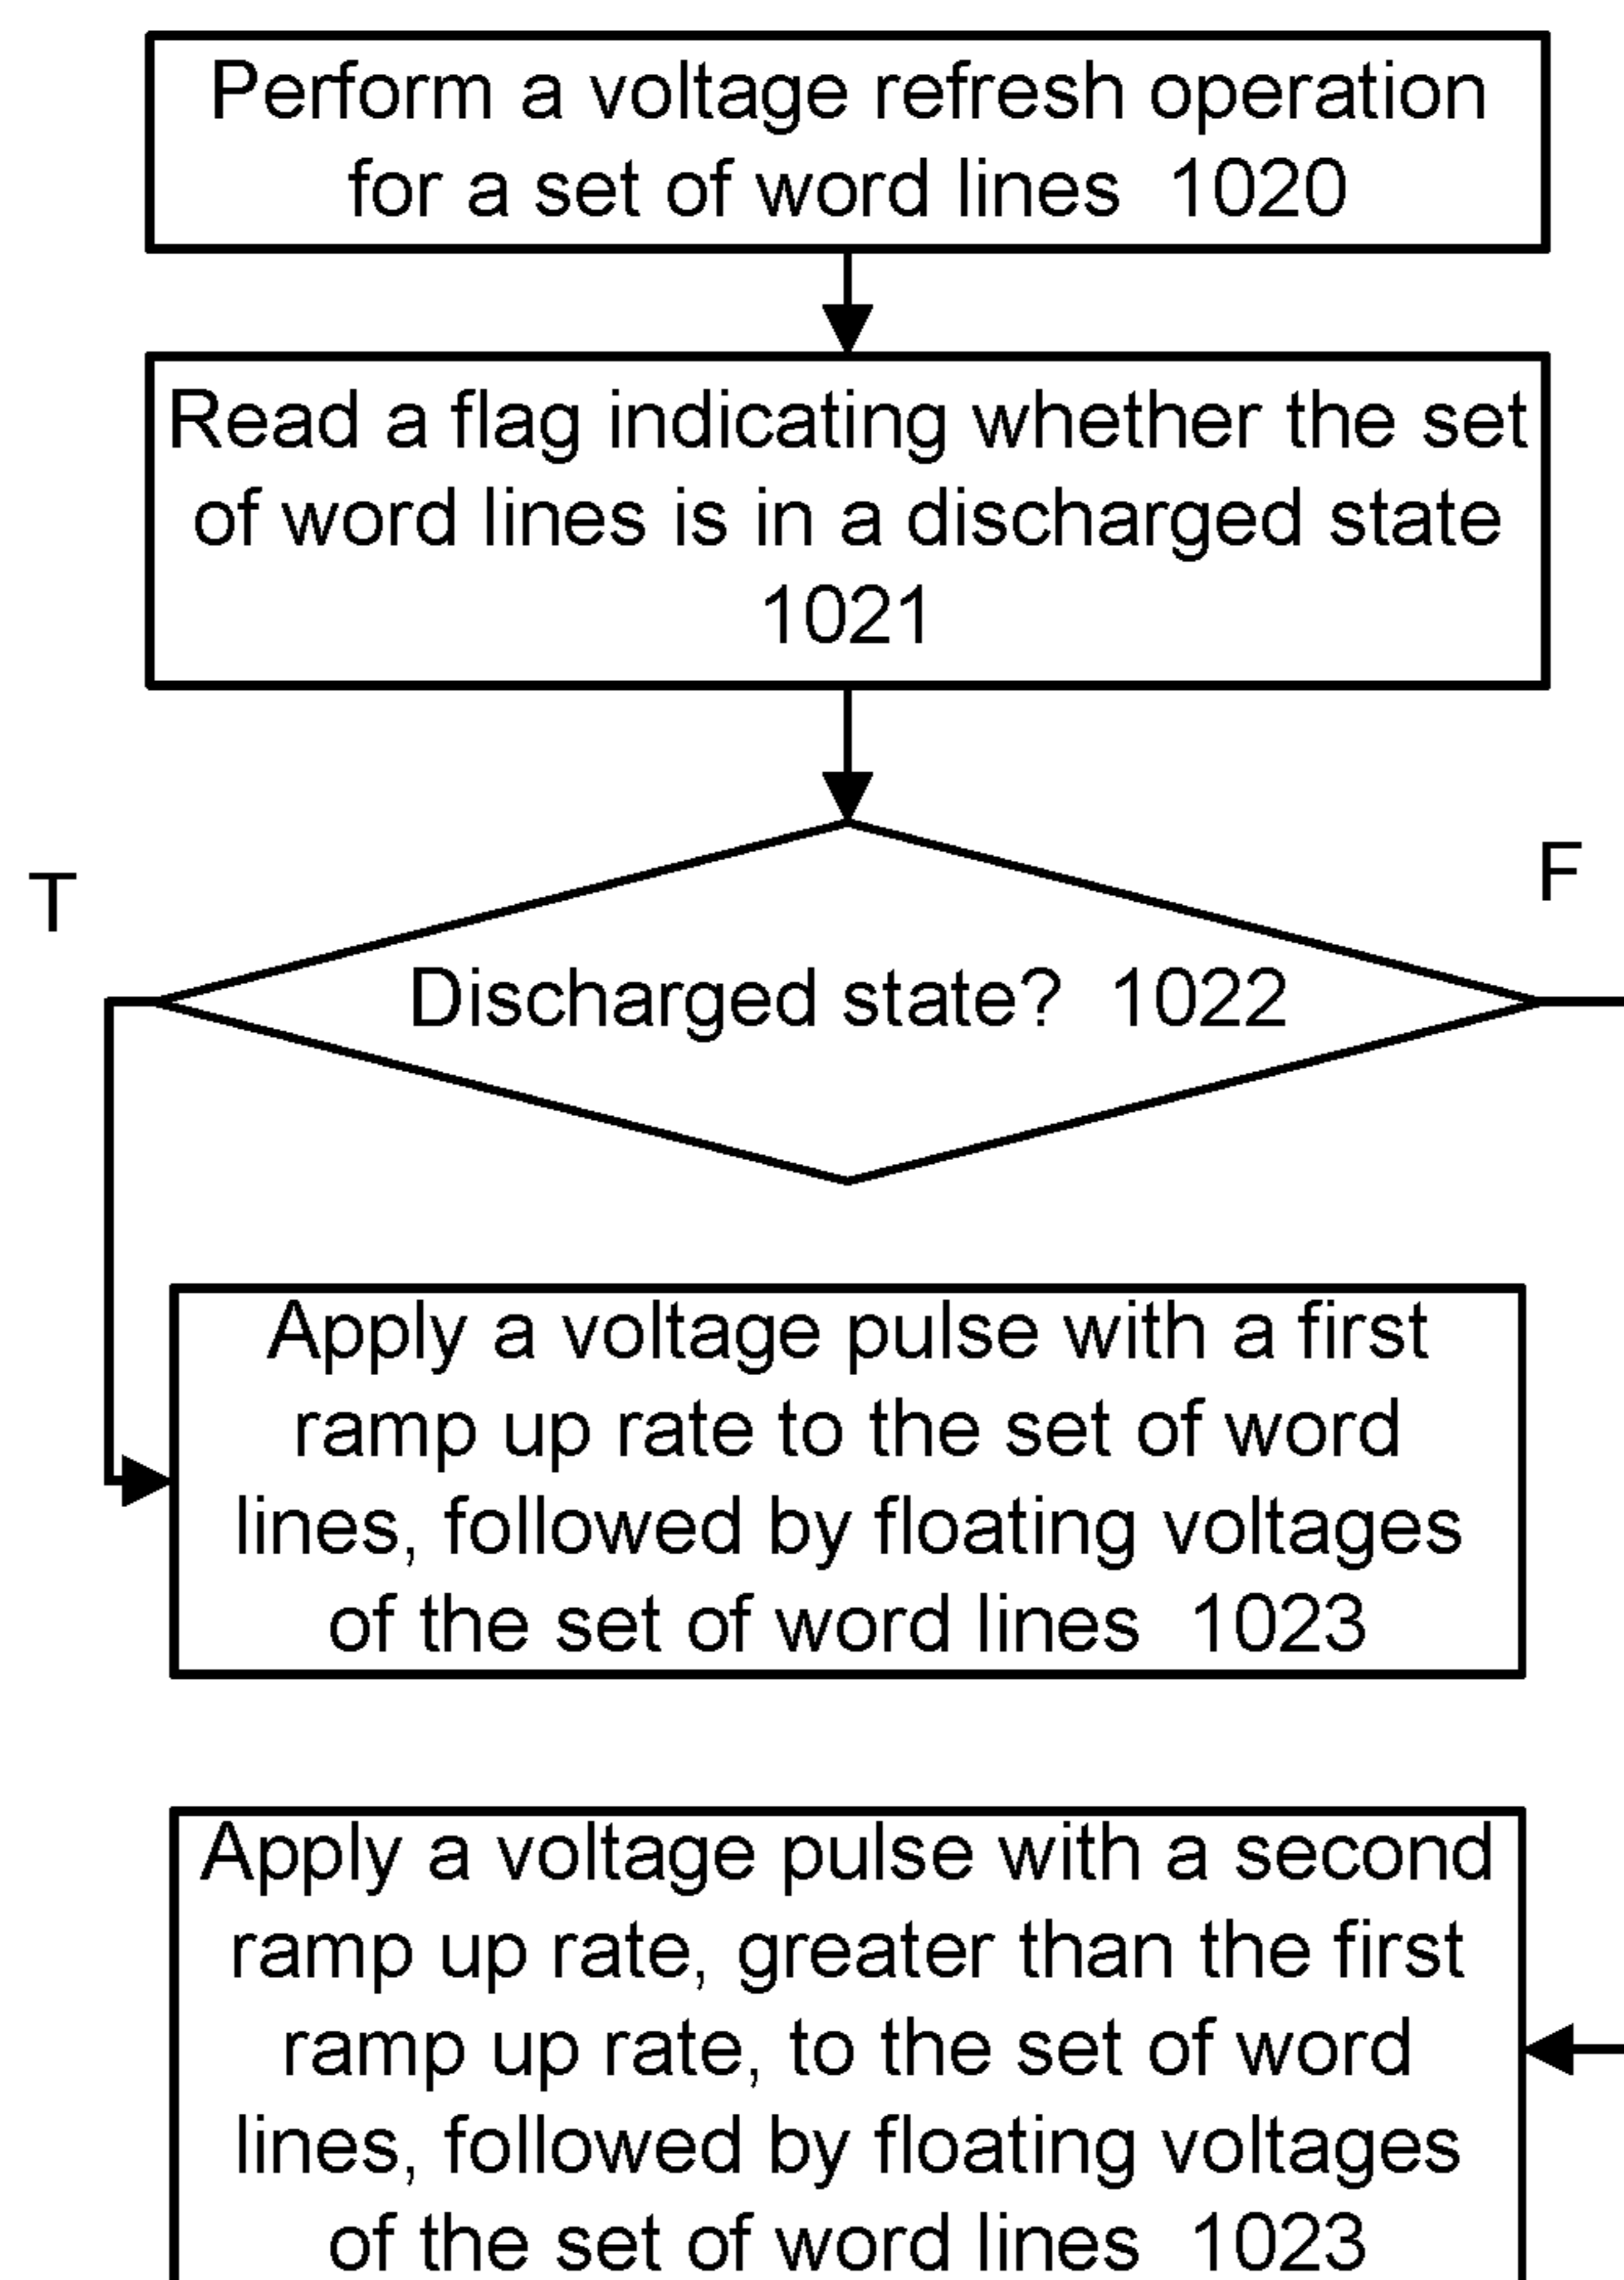 Perform a voltage refresh operation
for a set of word lines 1020
Read a flag indicating whether the set
of word lines is in a discharged state
1021
T
F
Discharged state? 1022
Apply a voltage pulse with a first
ramp up rate to the set of word
lines, followed by floating voltages
of the set of word lines 1023
Apply a voltage pulse with a second
ramp up rate, greater than the first
ramp up rate, to the set of word
lines, followed by floating voltages
of the set of word lines 1023